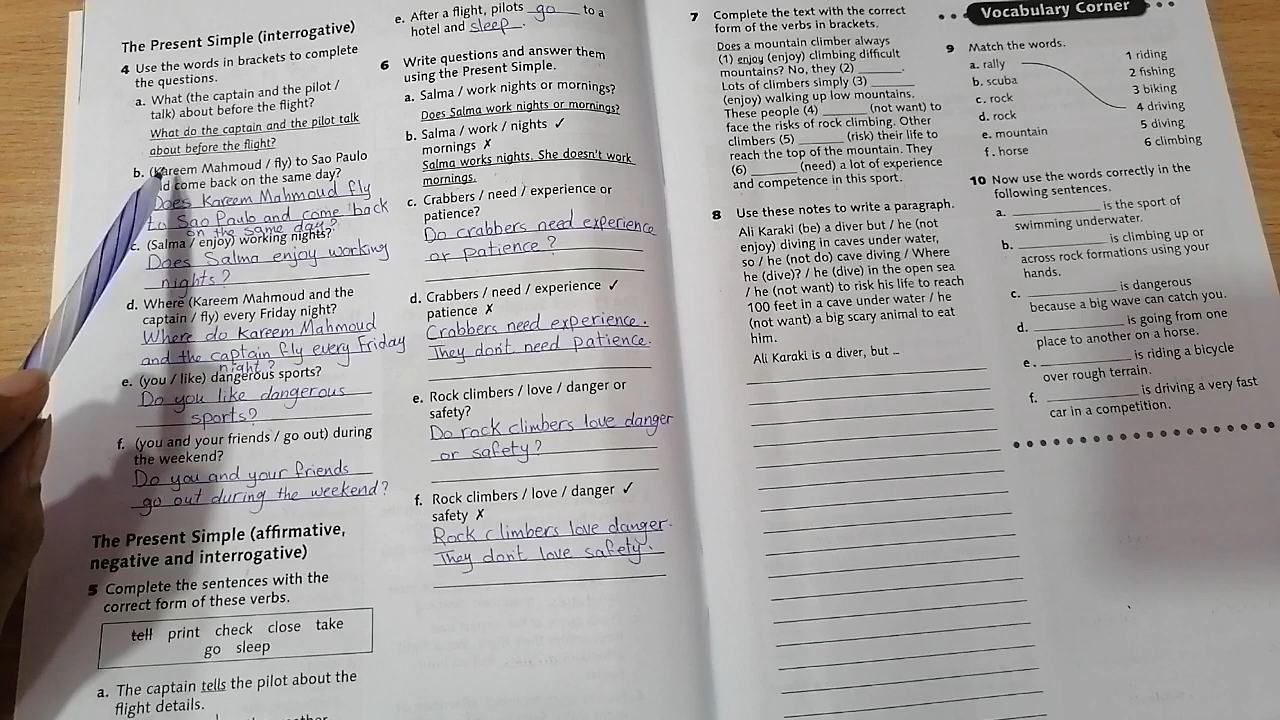 The Present Simple (interrogative)
4 Use the words in brackets to complete
the questions.
a. What (the captain and the pilot /
talk) about before the flight?
What do the captain and the pilot talk
about before the flight?
b. (Kareem Mahmoud / fly) to Sao Paulo
d come back on the same day?
Does Kareem Mahmoud fly
to Sao Paulo and come back
on the same day?
c. (Salma / enjoy) working nights?
Does Salma enjoy working
nights?
d. Where (Kareem Mahmoud and the
captain / fly) every Friday night?
Where do Kareem Mahmoud
and the captain fly every Friday
night?
e. (you / like) dangerous sports?
Do you like dangerous
sports?
f. (you and your friends / go out) during
the weekend?
Do you and your friends
go out during the weekend?
The Present Simple (affirmative,
negative and interrogative)
5 Complete the sentences with the
correct form of these verbs.
tell print check close take
go sleep
a. The captain tells the pilot about the
flight details.
e. After a flight, pilots go to a
hotel and sleep.
6 Write questions and answer them
using the Present Simple.
a. Salma / work nights or mornings?
Does Salma work nights or mornings?
b. Salma / work / nights ✓
mornings ✗
Salma works nights. She doesn't work
mornings.
c. Crabbers / need / experience or
patience?
Do crabbers need experience
or patience?
d. Crabbers / need / experience ✓
patience ✗
Crabbers need experience.
They don't need patience.
e. Rock climbers / love / danger or
safety?
Do rock climbers love danger
or safety?
f. Rock climbers / love / danger ✓
safety ✗
Rock climbers love danger.
They don't love safety.
7 Complete the text with the correct
form of the verbs in brackets.
Does a mountain climber always
(1) enjoy (enjoy) climbing difficult
mountains? No, they (2) ______.
Lots of climbers simply (3) ______
(enjoy) walking up low mountains.
These people (4) ______ (not want) to
face the risks of rock climbing. Other
climbers (5) ______ (risk) their life to
reach the top of the mountain. They
(6) ______ (need) a lot of experience
and competence in this sport.
8 Use these notes to write a paragraph.
Ali Karaki (be) a diver but / he (not
enjoy) diving in caves under water,
so / he (not do) cave diving / Where
he (dive)? / he (dive) in the open sea
/ he (not want) to risk his life to reach
100 feet in a cave under water / he
(not want) a big scary animal to eat
him.
Ali Karaki is a diver, but ...
Vocabulary Corner
9 Match the words.
a. rally 1 riding
b. scuba 2 fishing
c. rock 3 biking
d. rock 4 driving
e. mountain 5 diving
f. horse 6 climbing
10 Now use the words correctly in the
following sentences.
a. ______ is the sport of
swimming underwater.
b. ______ is climbing up or
across rock formations using your
hands.
c. ______ is dangerous
because a big wave can catch you.
d. ______ is going from one
place to another on a horse.
e. ______ is riding a bicycle
over rough terrain.
f. ______ is driving a very fast
car in a competition.